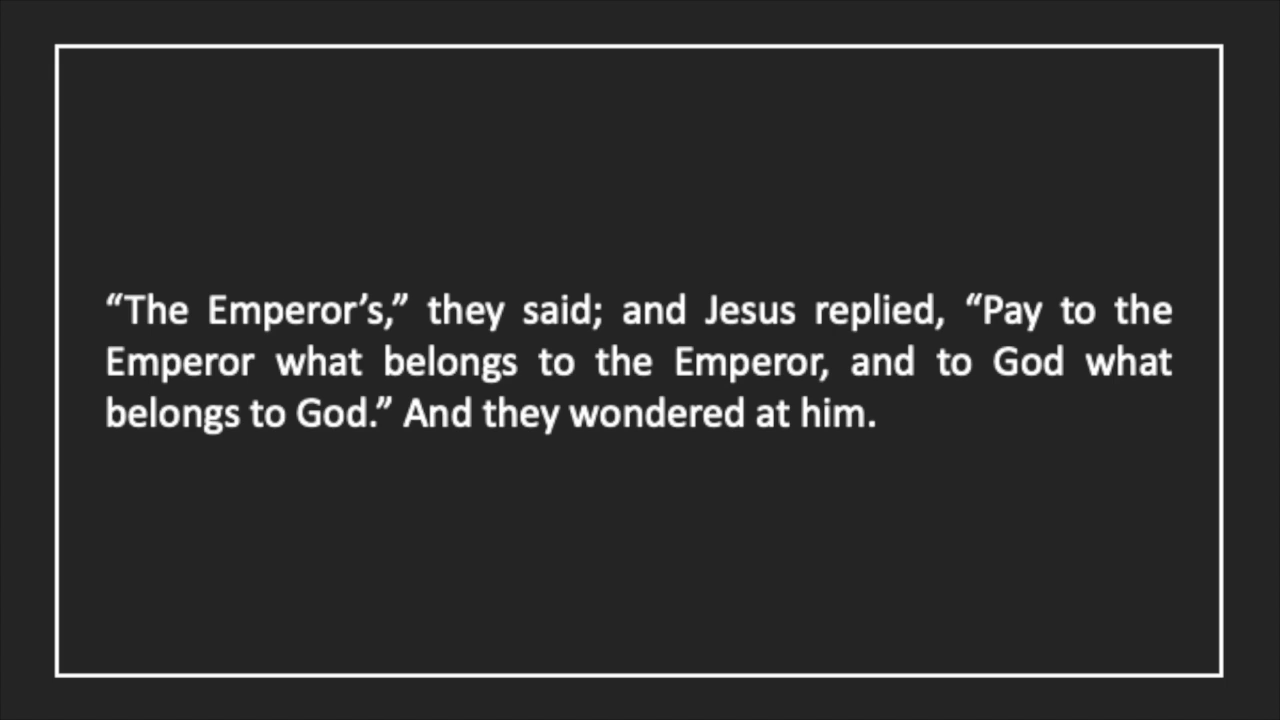 “The Emperor’s,” they said; and Jesus replied, “Pay to the
Emperor what belongs to the Emperor, and to God what
belongs to God.” And they wondered at him.